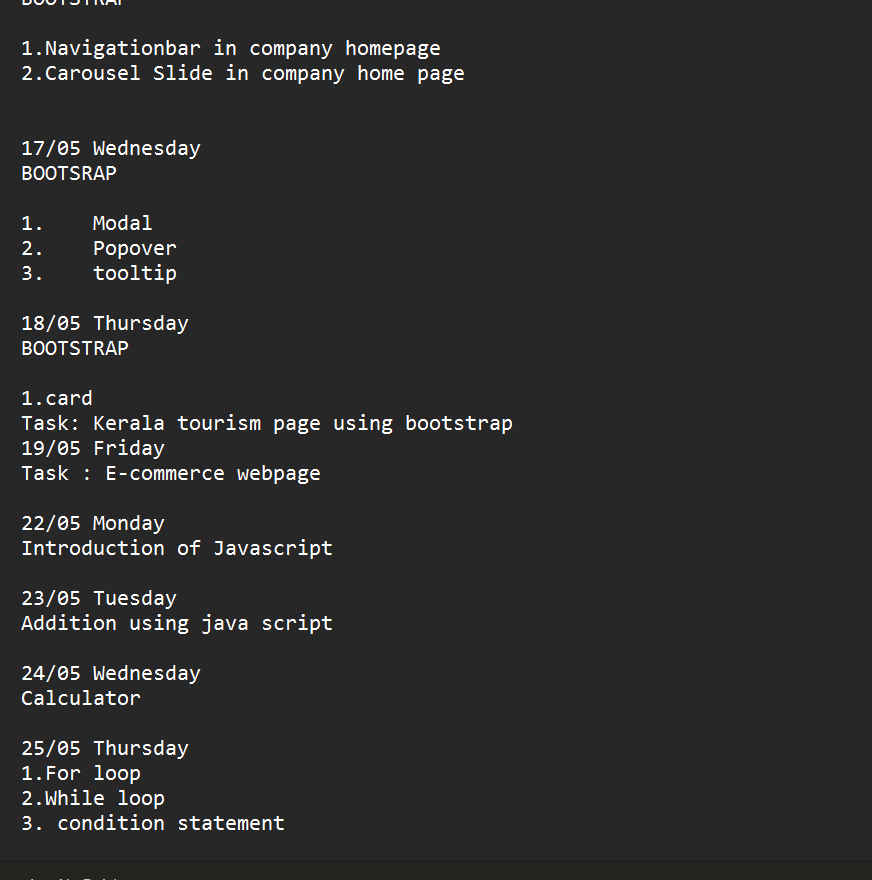 BOOTSTRAP
1.Navigationbar in company homepage
2.Carousel Slide in company home page
17/05 Wednesday
BOOTSRAP
1.    Modal
2.    Popover
3.    tooltip
18/05 Thursday
BOOTSTRAP
1.card
Task: Kerala tourism page using bootstrap
19/05 Friday
Task : E-commerce webpage
22/05 Monday
Introduction of Javascript
23/05 Tuesday
Addition using java script
24/05 Wednesday
Calculator
25/05 Thursday
1.For loop
2.While loop
3. condition statement